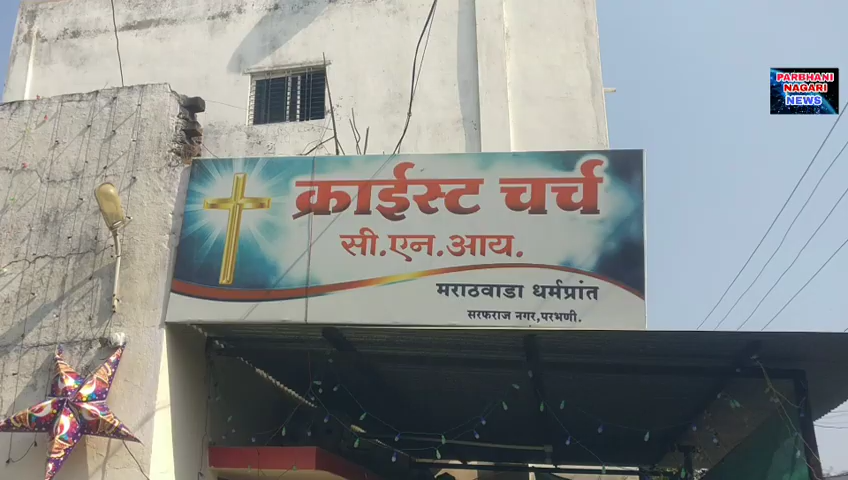 क्राईस्ट चर्च
सी.एन.आय.
मराठवाडा धर्मप्रांत
सरफराज नगर,परभणी.
PARBHANI
NAGARI
NEWS